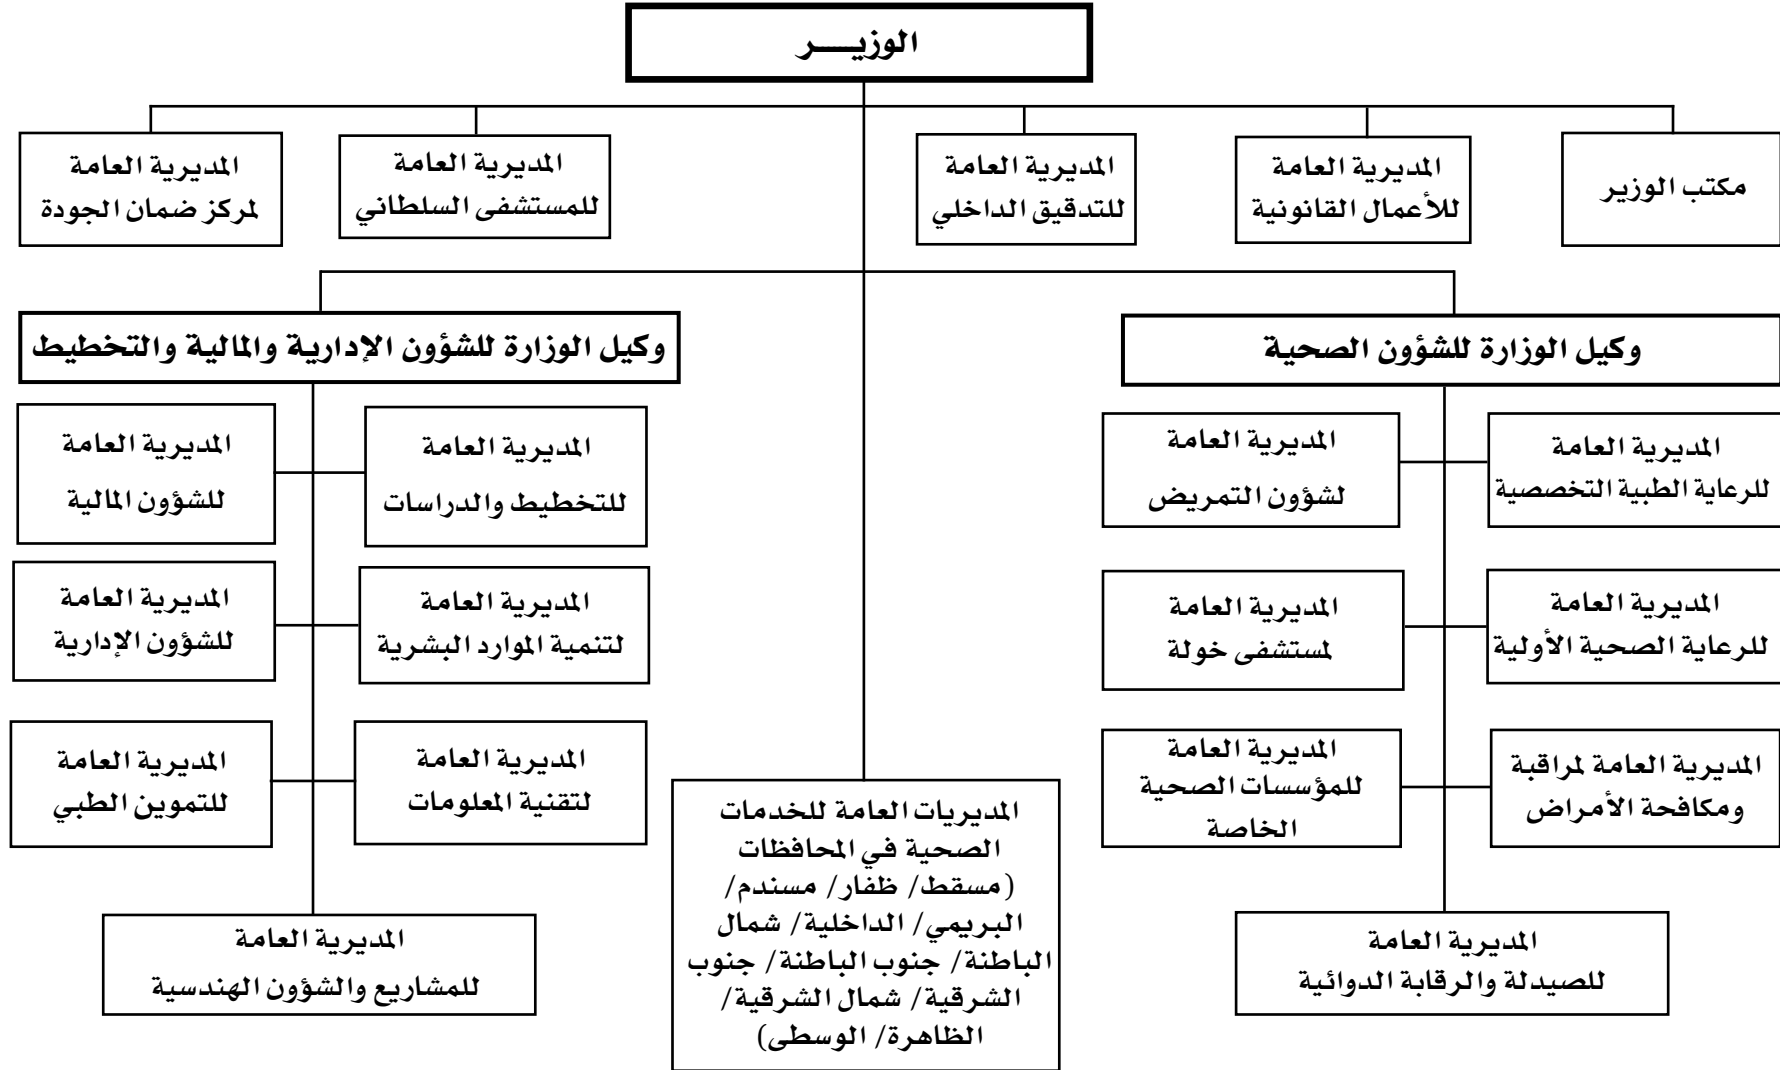 الوزيـــر
مكتب الوزير
المديرية العامة
للأعمال القانونية
المديرية العامة
للتدقيق الداخلي
المديرية العامة
للمستشفى السلطاني
المديرية العامة
لمركز ضمان الجودة
وكيل الوزارة للشؤون الصحية
المديرية العامة
للرعاية الطبية التخصصية
المديرية العامة
لشؤون التمريض
المديرية العامة
للرعاية الصحية الأولية
المديرية العامة
لمستشفى خولة
المديرية العامة لمراقبة
ومكافحة الأمراض
المديرية العامة
للمؤسسات الصحية
الخاصة
المديرية العامة
للصيدلة والرقابة الدوائية
المديريات العامة للخدمات
الصحية في المحافظات
(مسقط/ ظفار/ مسندم/
البريمي/ الداخلية/ شمال
الباطنة/ جنوب الباطنة/ جنوب
الشرقية/ شمال الشرقية/
الظاهرة/ الوسطى)
وكيل الوزارة للشؤون الإدارية والمالية والتخطيط
المديرية العامة
للتخطيط والدراسات
المديرية العامة
للشؤون المالية
المديرية العامة
لتنمية الموارد البشرية
المديرية العامة
للشؤون الإدارية
المديرية العامة
لتقنية المعلومات
المديرية العامة
للتموين الطبي
المديرية العامة
للمشاريع والشؤون الهندسية